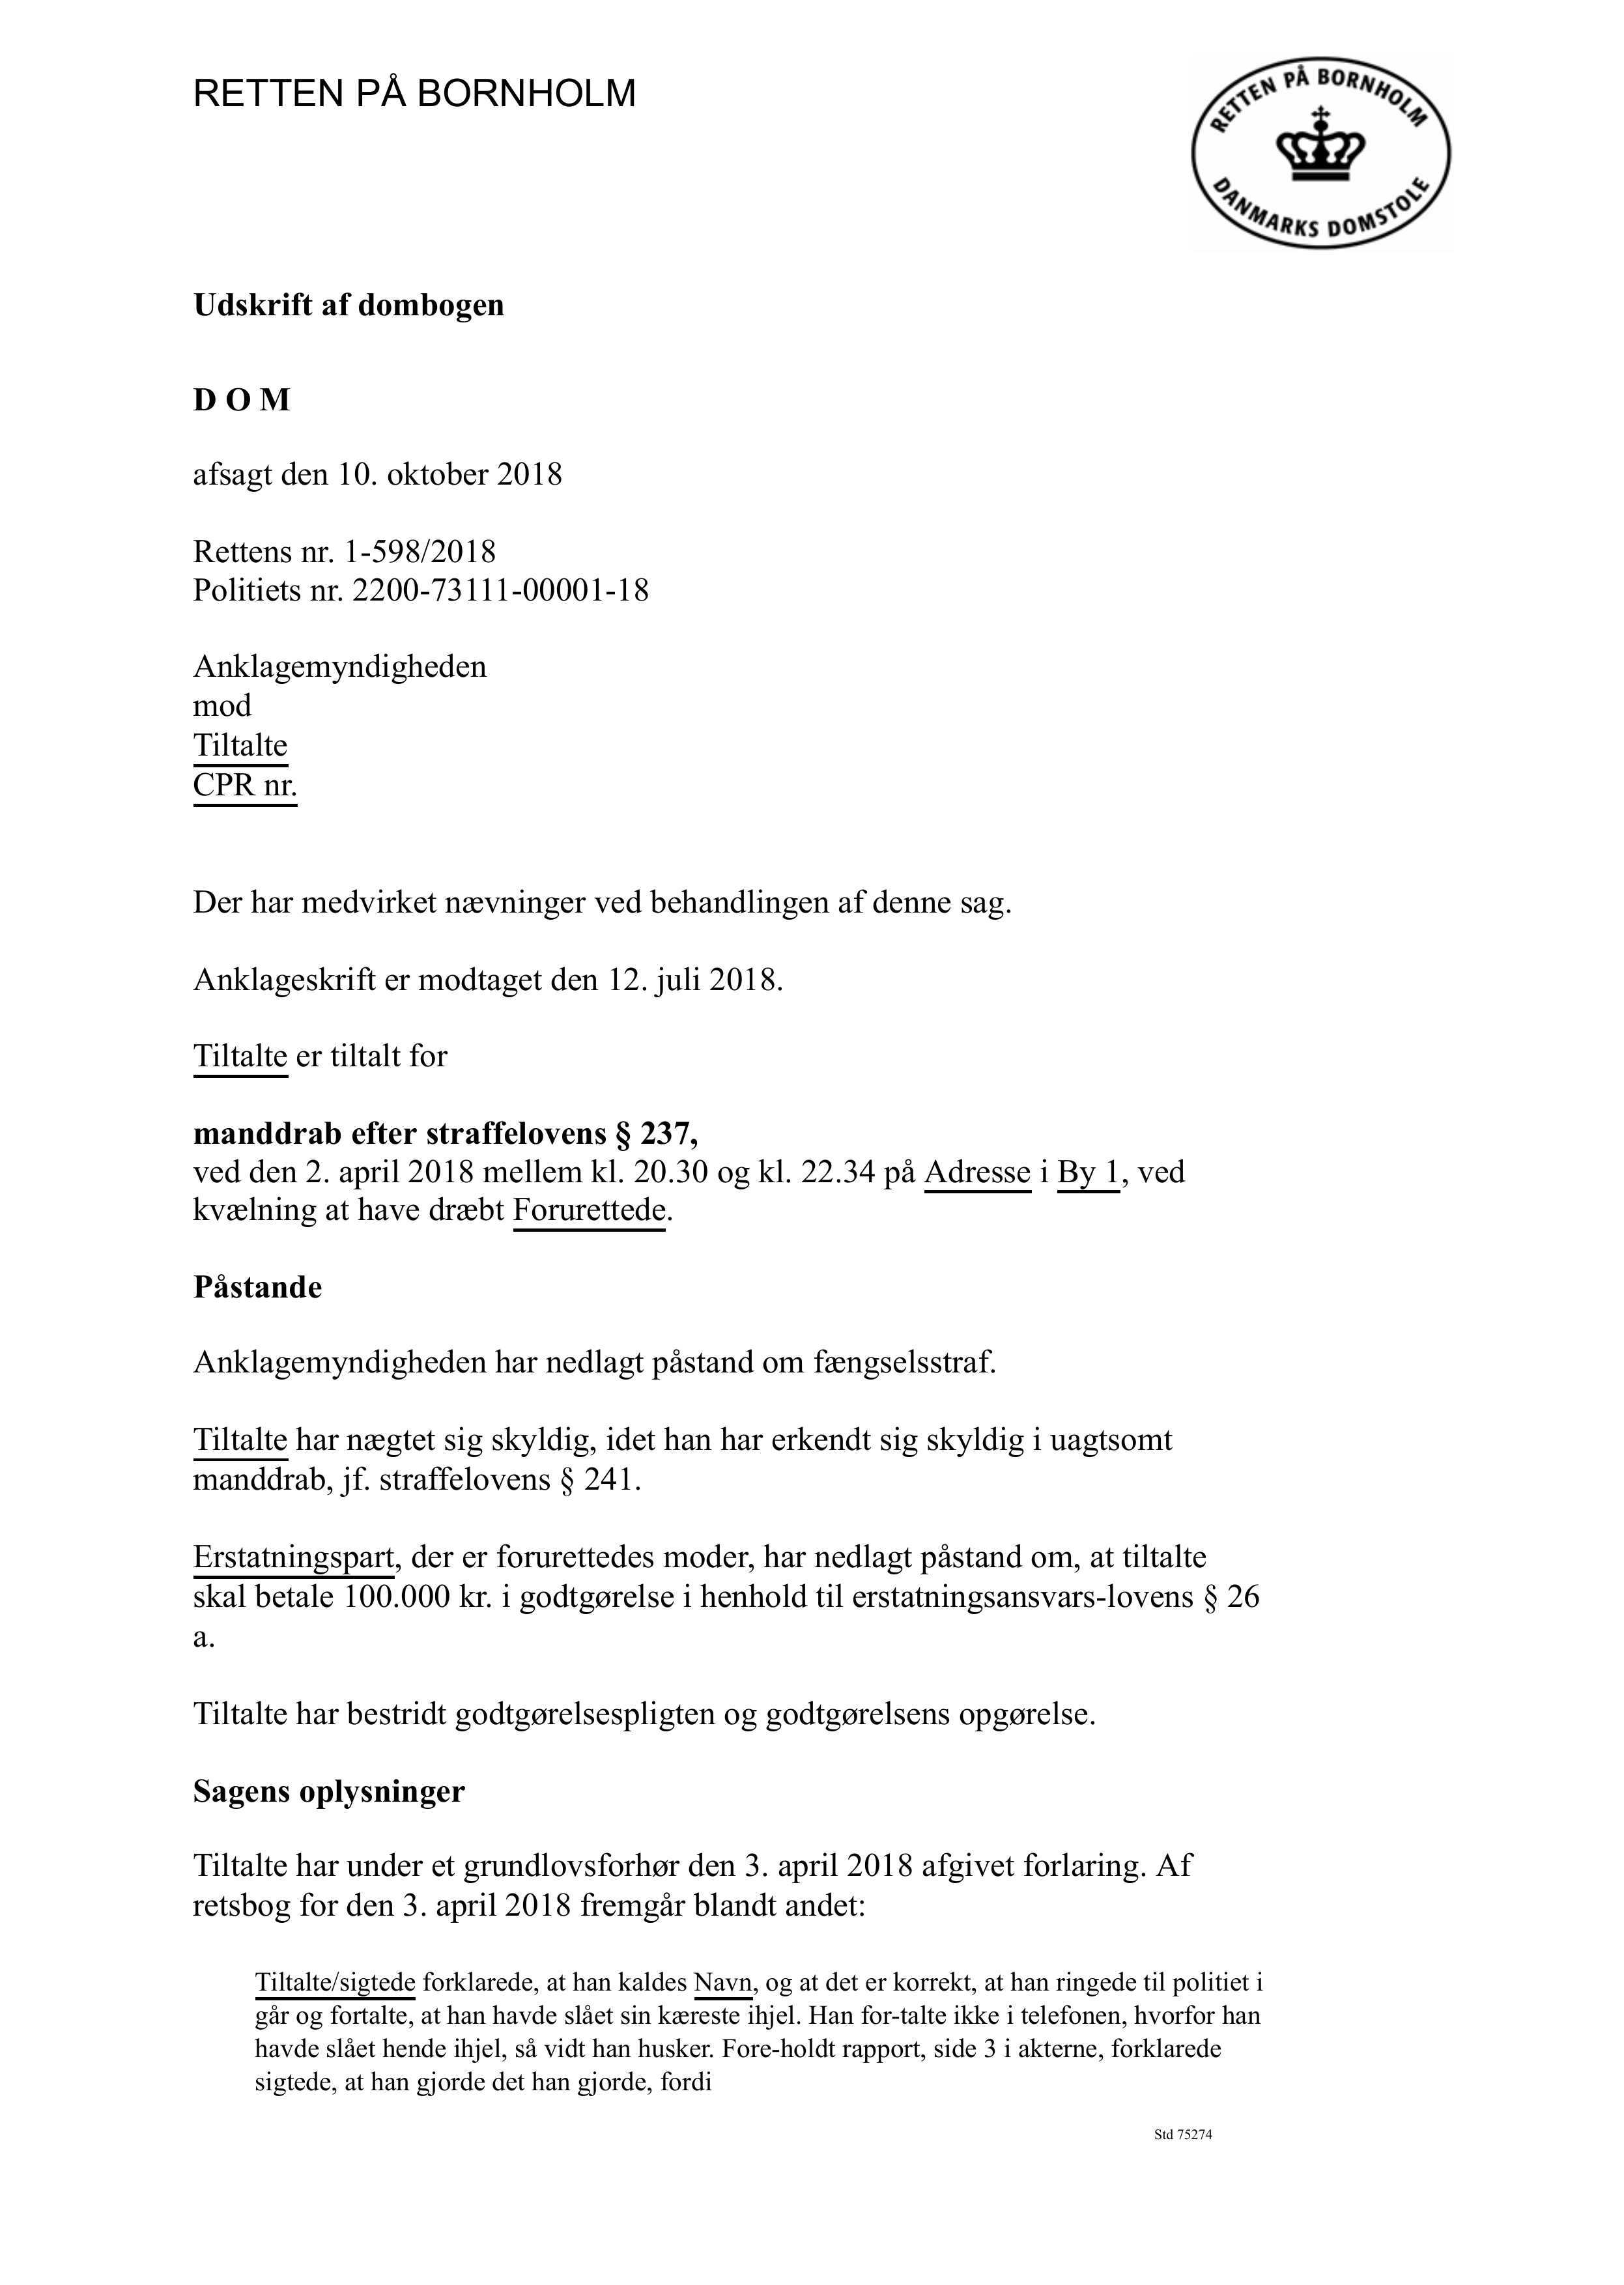 RETTEN PÅ BORNHOLM
RETTEN PÅ BORNHOLM
DANMARKS DOMSTOLE
Udskrift af dombogen
D O M
afsagt den 10. oktober 2018
Rettens nr. 1-598/2018
Politiets nr. 2200-73111-00001-18
Anklagemyndigheden
mod
Tiltalte
CPR nr.
Der har medvirket nævninger ved behandlingen af denne sag.
Anklageskrift er modtaget den 12. juli 2018.
Tiltalte er tiltalt for
manddrab efter straffelovens § 237,
ved den 2. april 2018 mellem kl. 20.30 og kl. 22.34 på Adresse i By 1, ved
kvælning at have dræbt Forurettede.
Påstande
Anklagemyndigheden har nedlagt påstand om fængselsstraf.
Tiltalte har nægtet sig skyldig, idet han har erkendt sig skyldig i uagtsomt
manddrab, jf. straffelovens § 241.
Erstatningspart, der er forurettedes moder, har nedlagt påstand om, at tiltalte
skal betale 100.000 kr. i godtgørelse i henhold til erstatningsansvars-lovens § 26
a.
Tiltalte har bestridt godtgørelsespligten og godtgørelsens opgørelse.
Sagens oplysninger
Tiltalte har under et grundlovsforhør den 3. april 2018 afgivet forlaring. Af
retsbog for den 3. april 2018 fremgår blandt andet:
Tiltalte/sigtede forklarede, at han kaldes Navn, og at det er korrekt, at han ringede til politiet i
går og fortalte, at han havde slået sin kæreste ihjel. Han for-talte ikke i telefonen, hvorfor han
havde slået hende ihjel, så vidt han husker. Fore-holdt rapport, side 3 i akterne, forklarede
sigtede, at han gjorde det han gjorde, fordi
Std 75274